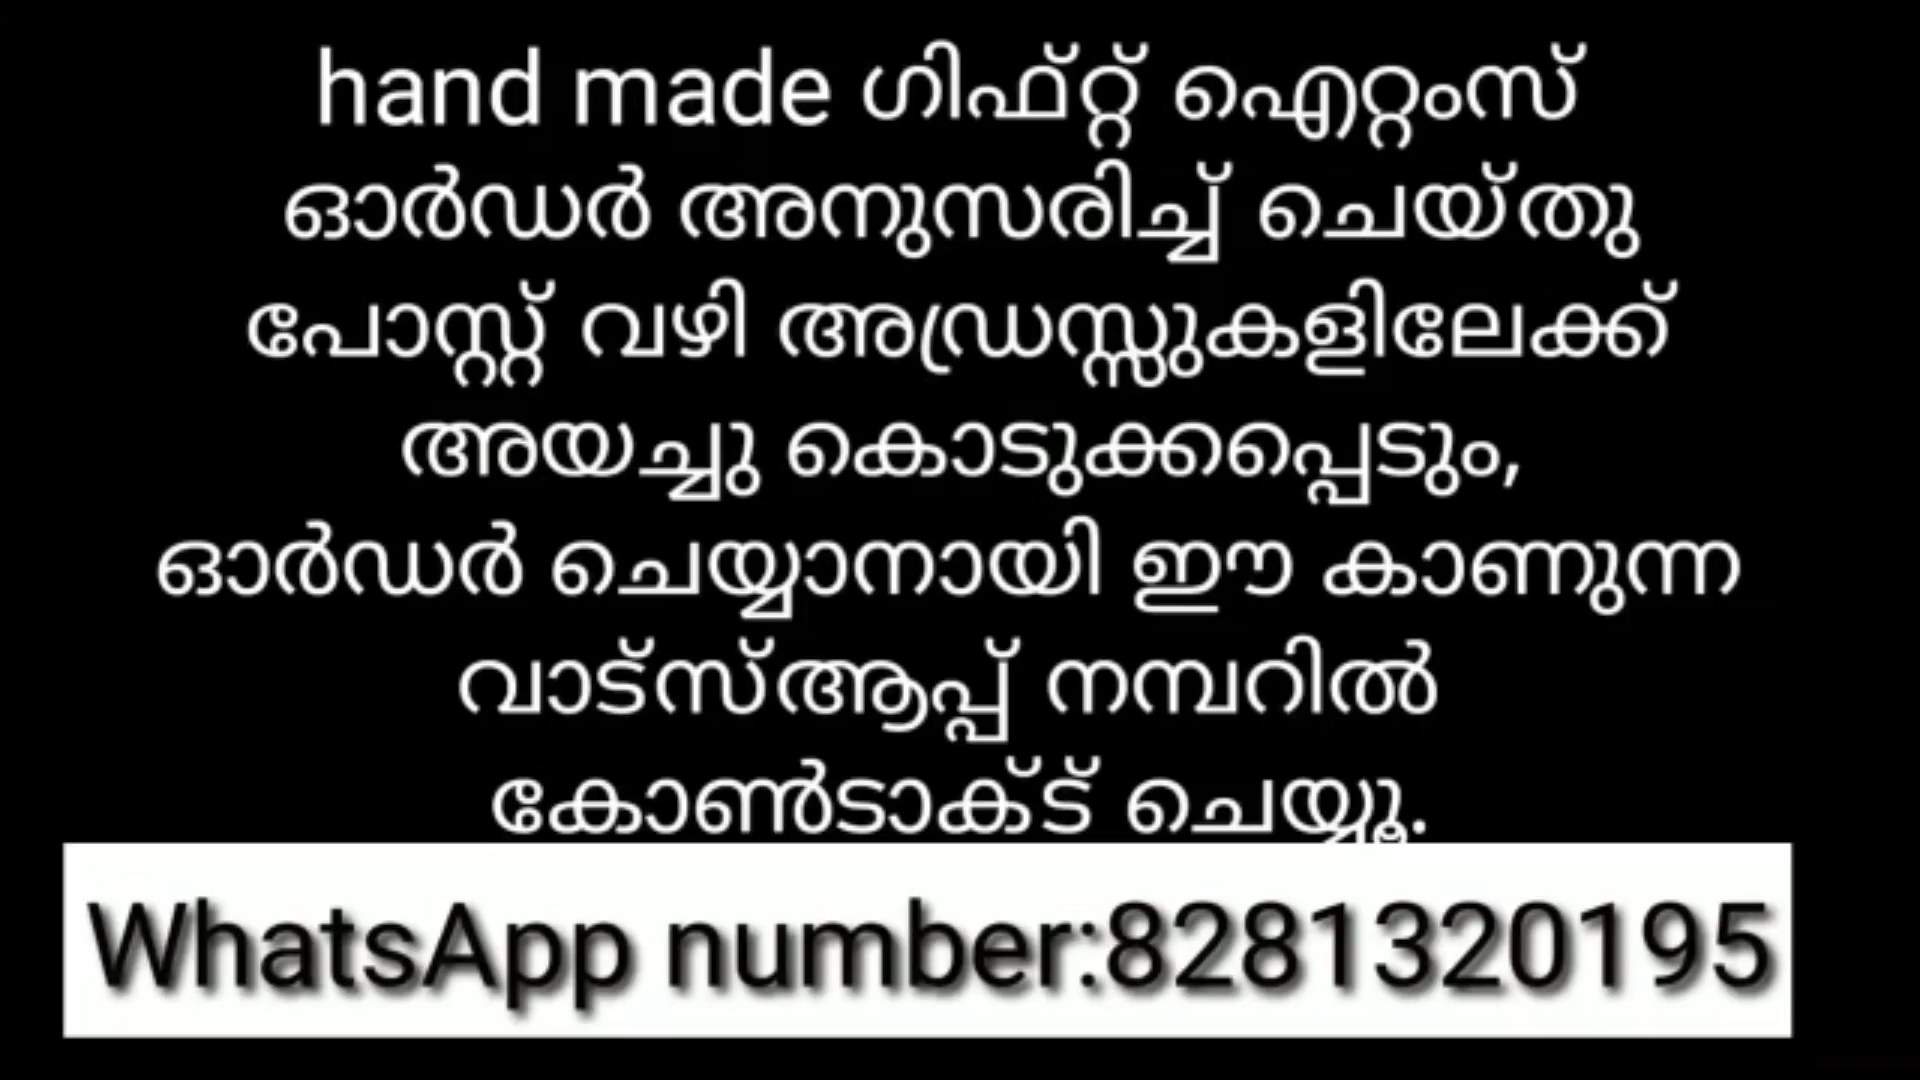 hand made ഗിഫ്റ്റ് ഐറ്റംസ്
ഓർഡർ അനുസരിച്ച് ചെയ്തു
പോസ്റ്റ് വഴി അഡ്രസ്സുകളിലേക്ക്
അയച്ചു കൊടുക്കപ്പെടും,
ഓർഡർ ചെയ്യാനായി ഈ കാണുന്ന
വാട്സ്ആപ്പ് നമ്പറിൽ
കോൺടാക്ട് ചെയ്യൂ.
WhatsApp number:8281320195